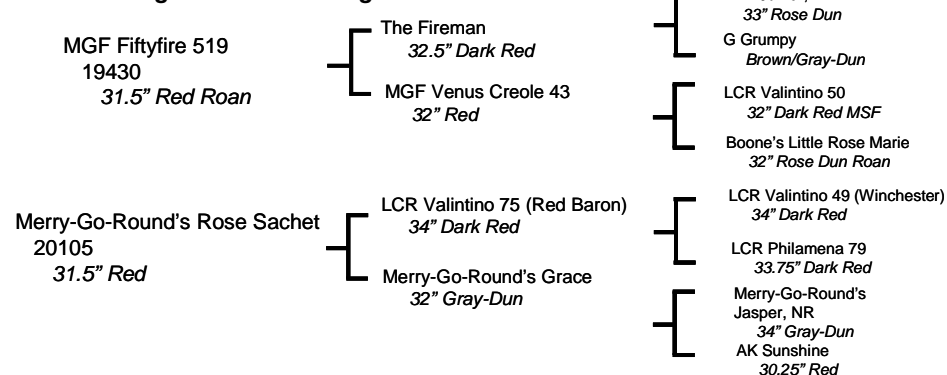 33” Rose Dun
The Fireman
32.5” Dark Red
G Grumpy
Brown/Gray-Dun
MGF Fiftyfire 519
19430
31.5” Red Roan
MGF Venus Creole 43
32” Red
LCR Valintino 50
32” Dark Red MSF
Boone’s Little Rose Marie
32” Rose Dun Roan
Merry-Go-Round’s Rose Sachet
20105
31.5” Red
LCR Valintino 75 (Red Baron)
34” Dark Red
LCR Valintino 49 (Winchester)
34” Dark Red
LCR Philamena 79
33.75” Dark Red
Merry-Go-Round’s Grace
32” Gray-Dun
Merry-Go-Round’s
Jasper, NR
34” Gray-Dun
AK Sunshine
30.25” Red